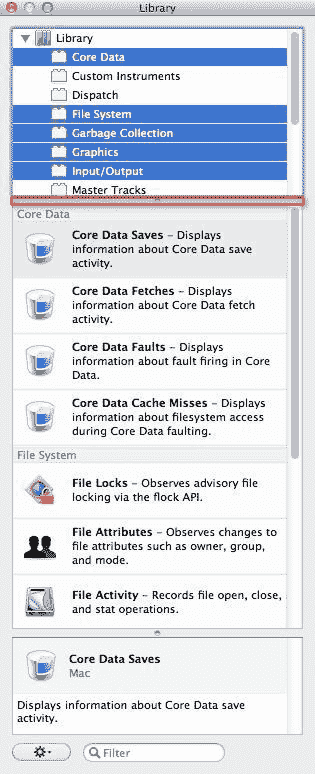 Library
Library
Core Data
Custom Instruments
Dispatch
File System
Garbage Collection
Graphics
Input/Output
Master Tracks
Core Data
Core Data Saves – Displays
information about Core Data save
activity.
Core Data Fetches – Displays
information about Core Data fetch
activity.
Core Data Faults – Displays
information about fault firing in Core
Data.
Core Data Cache Misses – Displays
information about filesystem access
during Core Data faulting.
File System
File Locks – Observes advisory file
locking via the flock API.
File Attributes – Observes changes to
file attributes such as owner, group,
and mode.
File Activity – Records file open, close,
and stat operations.
Core Data Saves
Mac
Displays information about Core Data save
activity.
Filter